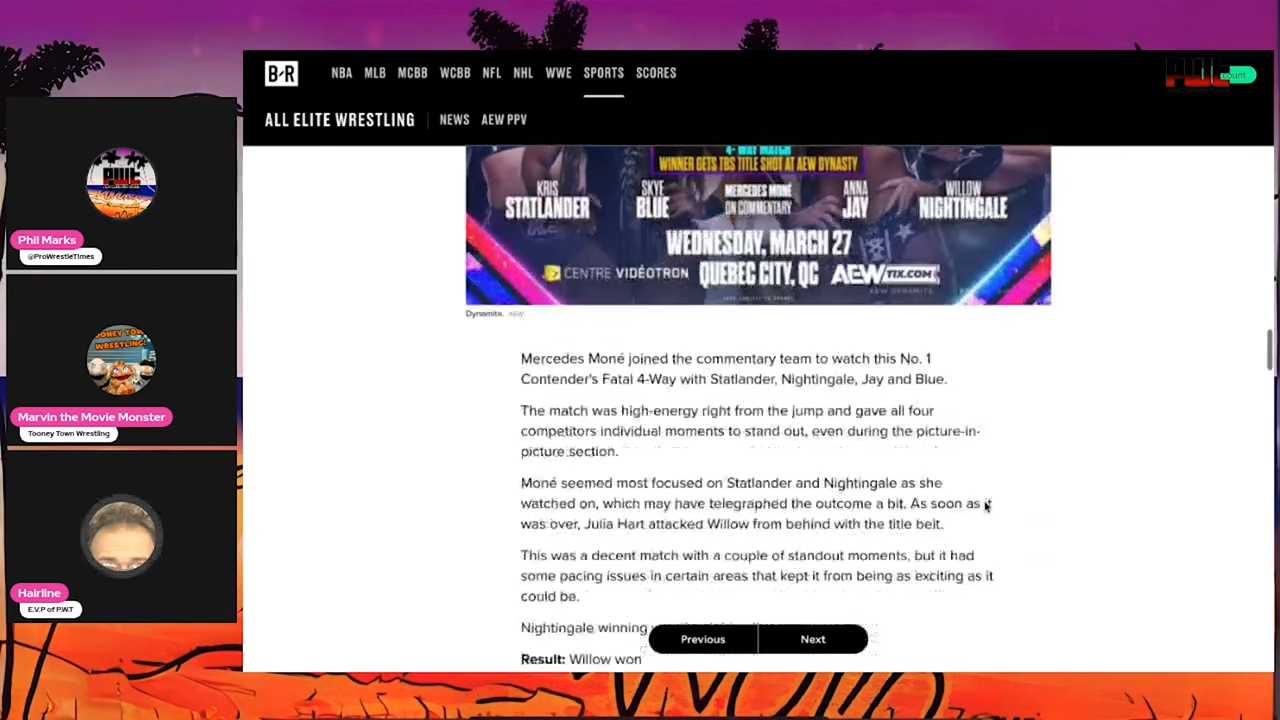 B/R NBA MLB MCBB WCBB NFL NHL WWE SPORTS SCORES
PWT count
ALL ELITE WRESTLING NEWS AEW PPV
4-WAY MATCH
WINNER GETS TBS TITLE SHOT AT AEW DYNASTY
KRIS STATLANDER
SKYE BLUE
MERCEDES MONÉ ON COMMENTARY
ANNA JAY
WILLOW NIGHTINGALE
WEDNESDAY, MARCH 27
CENTRE VIDÉOTRON QUEBEC CITY, QC AEWTIX.COM
Dynamite. AEW
Mercedes Moné joined the commentary team to watch this No. 1
Contender's Fatal 4-Way with Statlander, Nightingale, Jay and Blue.
The match was high-energy right from the jump and gave all four
competitors individual moments to stand out, even during the picture-in-
picture section.
Moné seemed most focused on Statlander and Nightingale as she
watched on, which may have telegraphed the outcome a bit. As soon as it
was over, Julia Hart attacked Willow from behind with the title belt.
This was a decent match with a couple of standout moments, but it had
some pacing issues in certain areas that kept it from being as exciting as it
could be.
Nightingale winning
Result: Willow won
Previous Next
PWT
Phil Marks
@ProWrestleTimes
TOONEY TOWN
WRESTLING!
Marvin the Movie Monster
Tooney Town Wrestling
Hairline
E.V.P of P.W.T